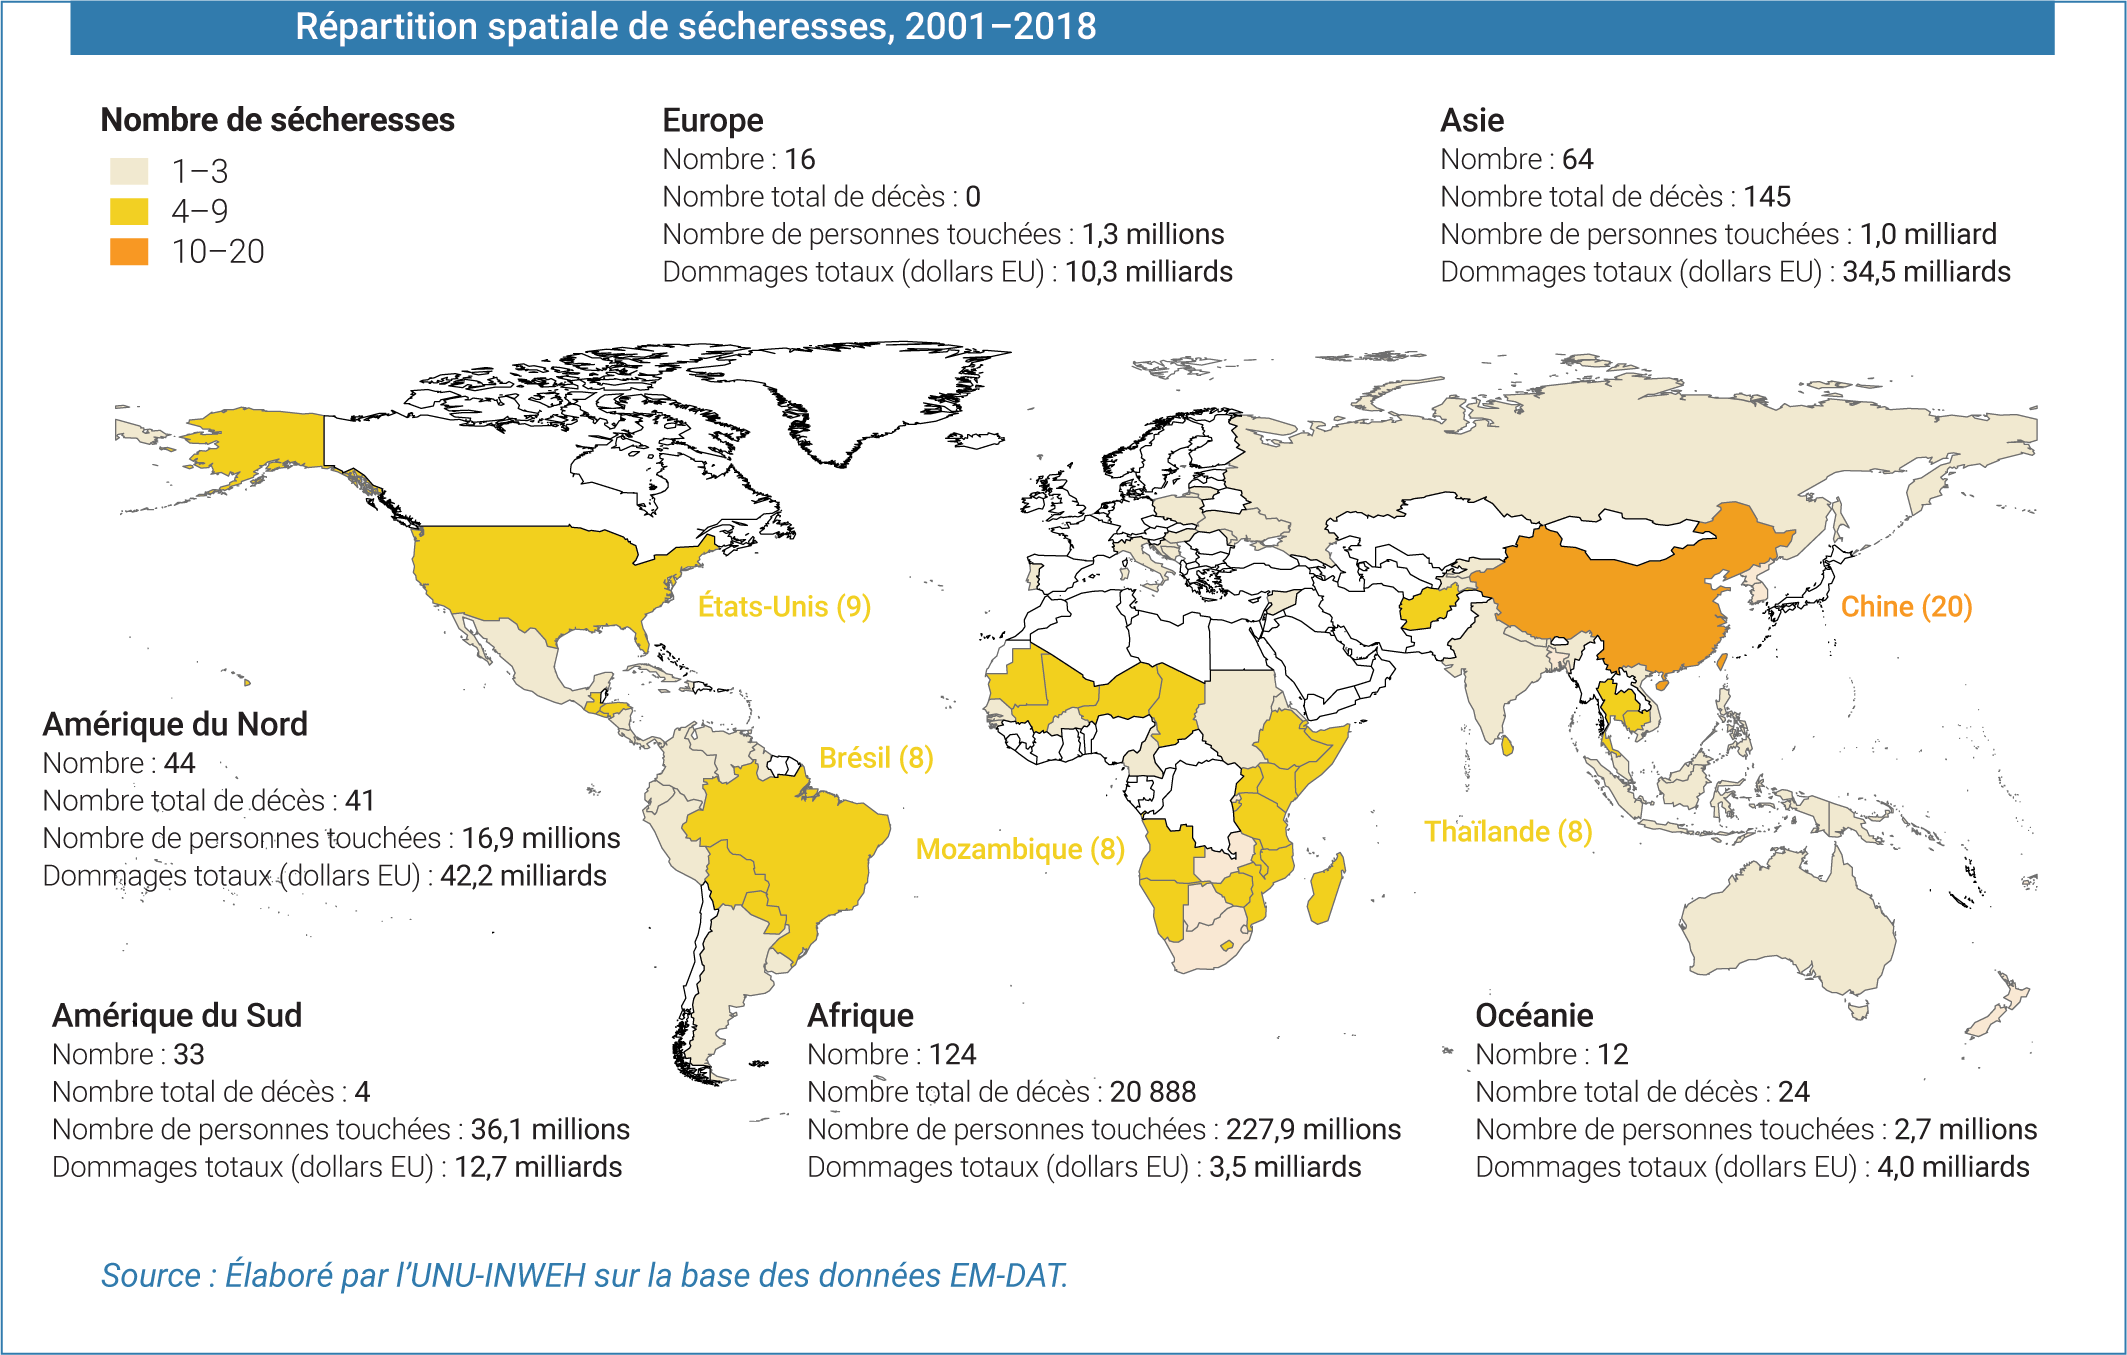 Répartition spatiale de sécheresses, 2001–2018
Nombre de sécheresses
1–3
4–9
10–20
Europe
Nombre : 16
Nombre total de décès : 0
Nombre de personnes touchées : 1,3 millions
Dommages totaux (dollars EU) : 10,3 milliards
Asie
Nombre : 64
Nombre total de décès : 145
Nombre de personnes touchées : 1,0 milliard
Dommages totaux (dollars EU) : 34,5 milliards
États-Unis (9)
Chine (20)
Amérique du Nord
Nombre : 44
Nombre total de décès : 41
Nombre de personnes touchées : 16,9 millions
Dommages totaux (dollars EU) : 42,2 milliards
Brésil (8)
Mozambique (8)
Thaïlande (8)
Amérique du Sud
Nombre : 33
Nombre total de décès : 4
Nombre de personnes touchées : 36,1 millions
Dommages totaux (dollars EU) : 12,7 milliards
Afrique
Nombre : 124
Nombre total de décès : 20 888
Nombre de personnes touchées : 227,9 millions
Dommages totaux (dollars EU) : 3,5 milliards
Océanie
Nombre : 12
Nombre total de décès : 24
Nombre de personnes touchées : 2,7 millions
Dommages totaux (dollars EU) : 4,0 milliards
Source : Élaboré par l’UNU-INWEH sur la base des données EM-DAT.